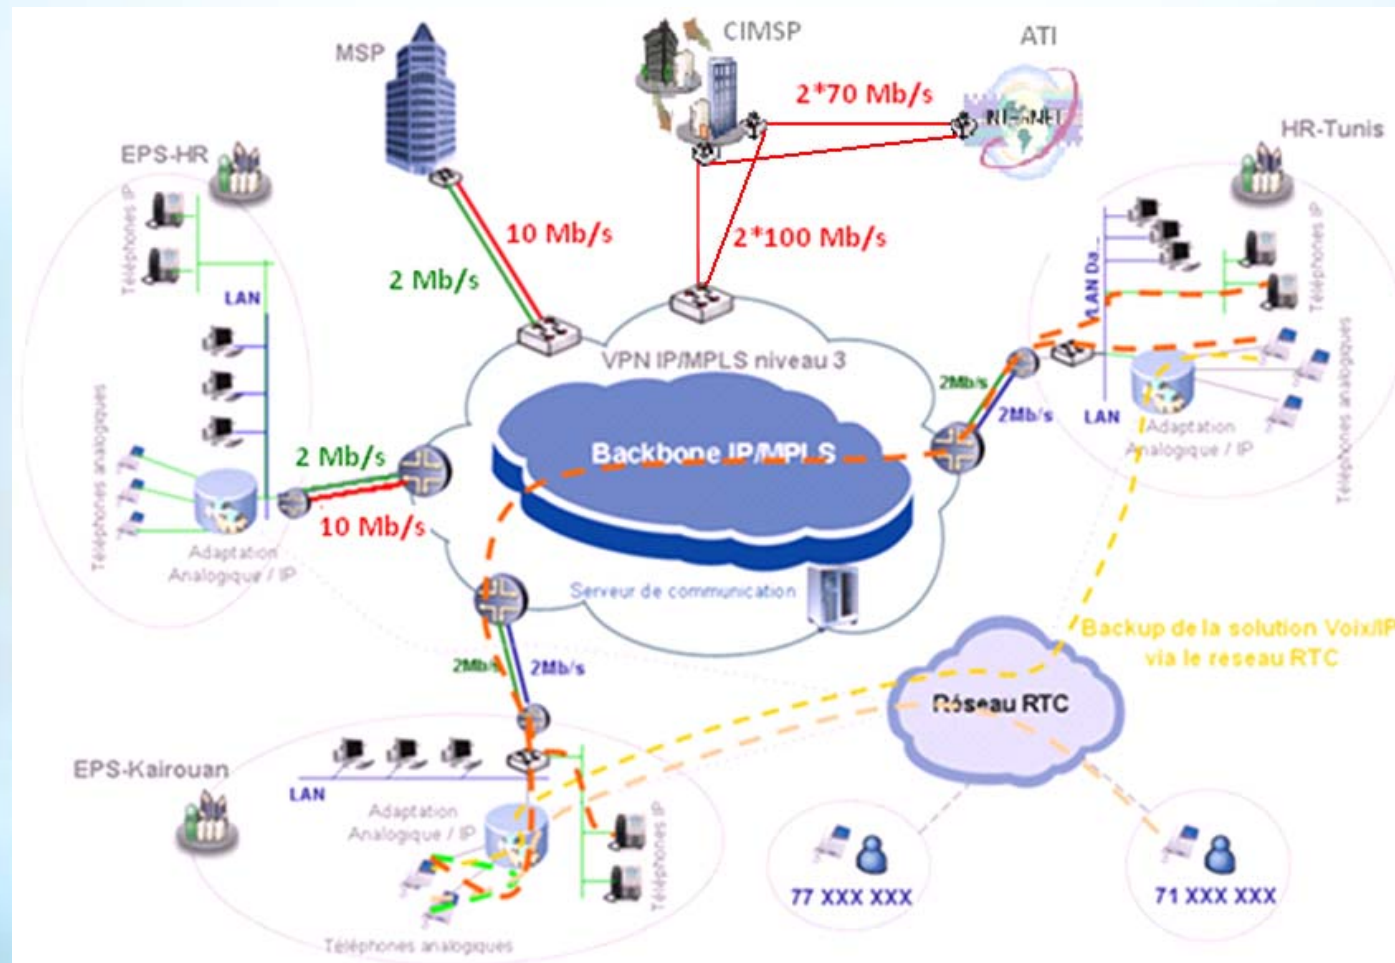 MSP
CIMSP
ATI
2*70 Mb/s
INTERNET
HR-Tunis
EPS-HR
Téléphones IP
LAN
10 Mb/s
2 Mb/s
2*100 Mb/s
VLAN Da...
Téléphones IP
VPN IP/MPLS niveau 3
2Mb/s
2Mb/s
LAN
Téléphones analogiques
Adaptation
Analogique / IP
Backbone IP/MPLS
Téléphones analogiques
2 Mb/s
10 Mb/s
Adaptation
Analogique / IP
Serveur de communication
2Mb/s
2Mb/s
Backup de la solution Voix/IP
via le réseau RTC
Réseau RTC
EPS-Kairouan
LAN
Adaptation
Analogique / IP
Téléphones IP
Téléphones analogiques
77 XXX XXX
71 XXX XXX